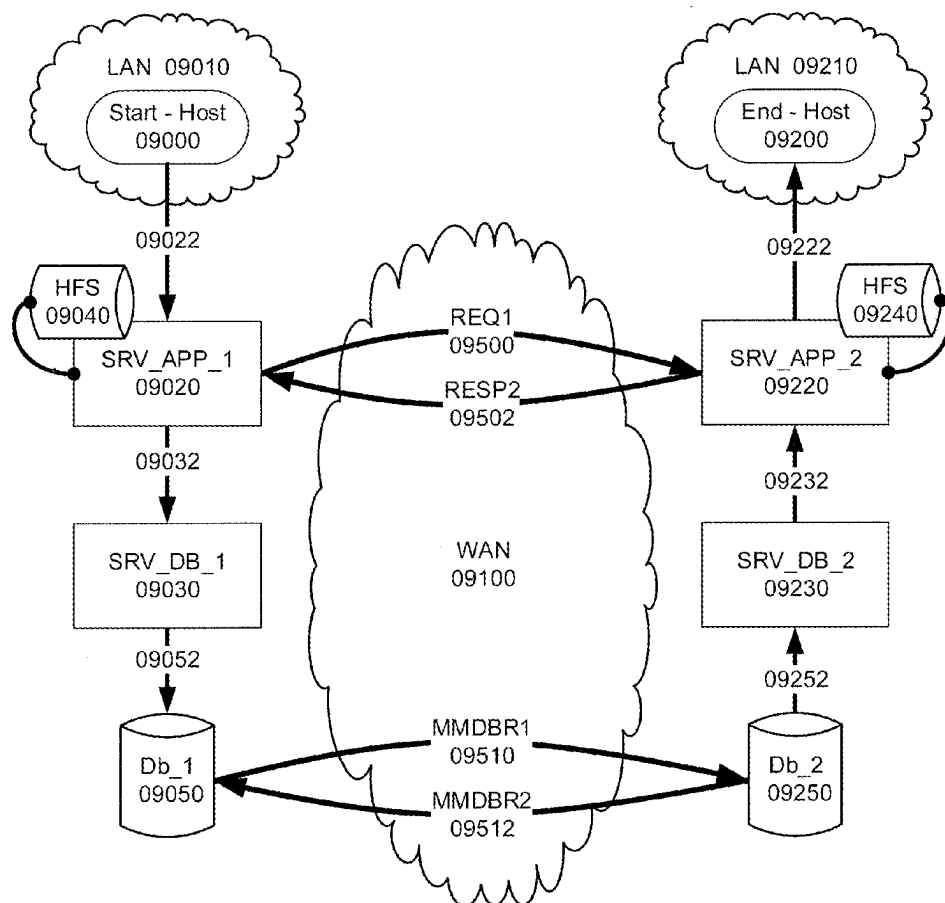 LAN 09010
Start - Host
09000
LAN 09210
End - Host
09200
09022
09222
HFS
09040
HFS
09240
REQ1
09500
SRV_APP_1
09020
SRV_APP_2
09220
RESP2
09502
09032
09232
SRV_DB_1
09030
WAN
09100
SRV_DB_2
09230
09052
09252
MMDBR1
09510
Db_1
09050
Db_2
09250
MMDBR2
09512